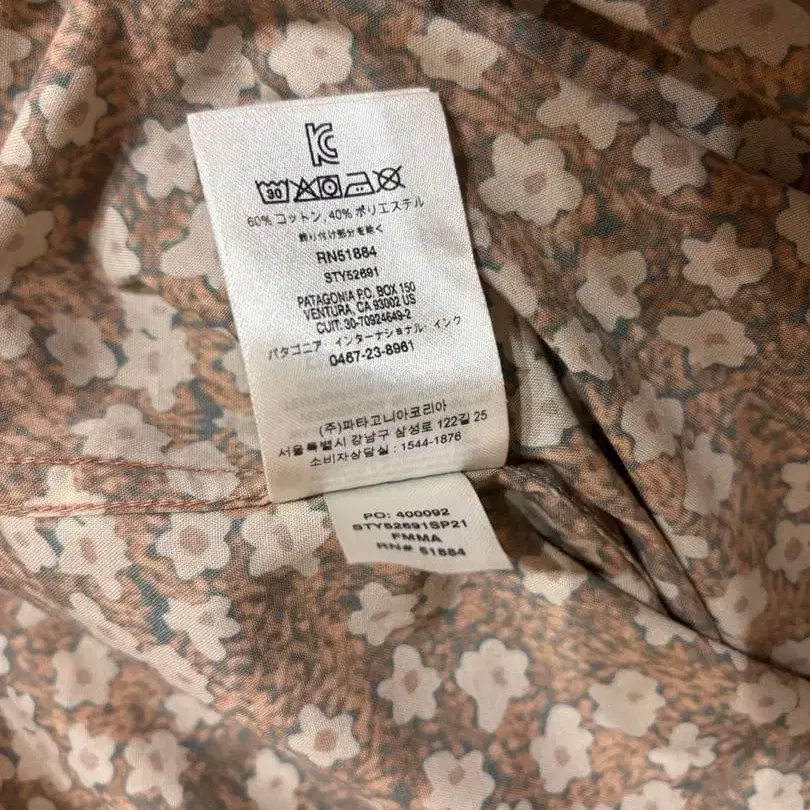 30
60% コットン, 40% ポリエステル
飾り付け部分を除く
RN51884
STY52691
PATAGONIA P.O. BOX 150
VENTURA, CA 93002 US
CUIT: 30-70924649-2
パタゴニア・インターナショナル・インク
0467-23-8961
(주)파타고니아코리아
서울특별시 강남구 삼성로 122길 25
소비자상담실 : 1544-1876
PO: 400092
STY52691SP21
FMMA
RN# 51884